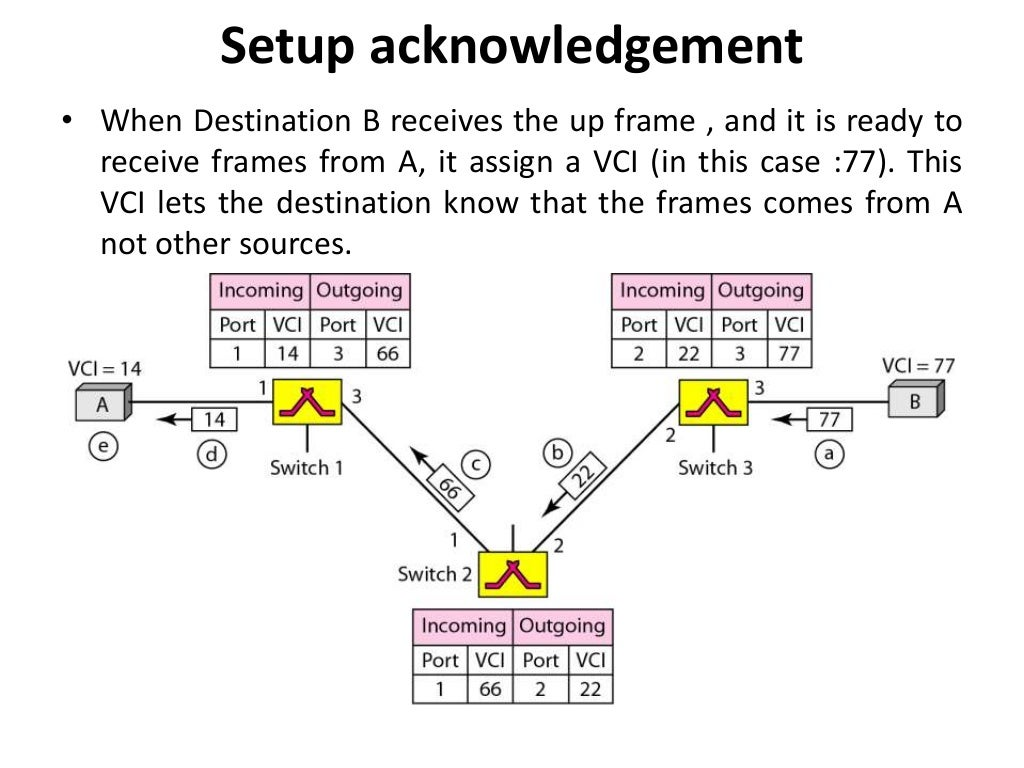 Setup acknowledgement
• When Destination B receives the up frame , and it is ready to
receive frames from A, it assign a VCI (in this case :77). This
VCI lets the destination know that the frames comes from A
not other sources.
Incoming Outgoing
Port VCI Port VCI
1 14 3 66
Incoming Outgoing
Port VCI Port VCI
2 22 3 77
VCI = 14
A
e
14
d
1
3
Switch 1
66
c
b
22
2
3
Switch 3
77
a
VCI = 77
B
1
2
Switch 2
Incoming Outgoing
Port VCI Port VCI
1 66 2 22